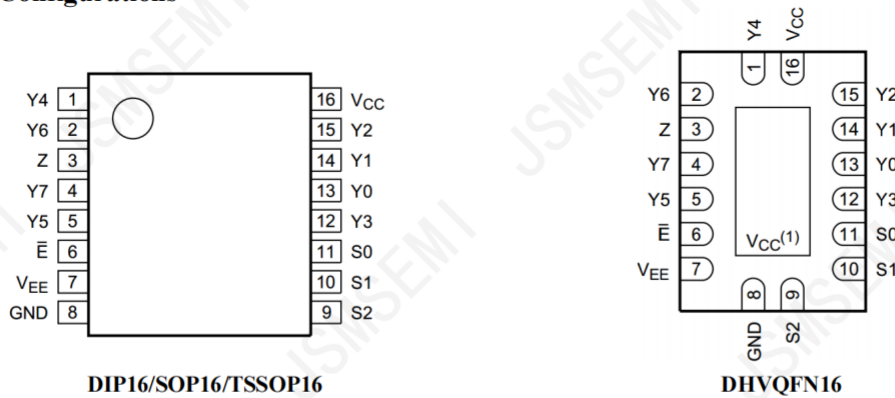 Y4 1 16 VCC
Y6 2 15 Y2
Z 3 14 Y1
Y7 4 13 Y0
Y5 5 12 Y3
E̅ 6 11 S0
VEE 7 10 S1
GND 8 9 S2
DIP16/SOP16/TSSOP16
Y4 VCC
1 16
Y6 2 15 Y2
Z 3 14 Y1
Y7 4 13 Y0
Y5 5 12 Y3
E̅ 6 11 S0
VCC(1)
VEE 7 10 S1
8 9
GND S2
DHVQFN16
JSMSEMI
JSMSEMI
JSMSEMI
JSMSEMI